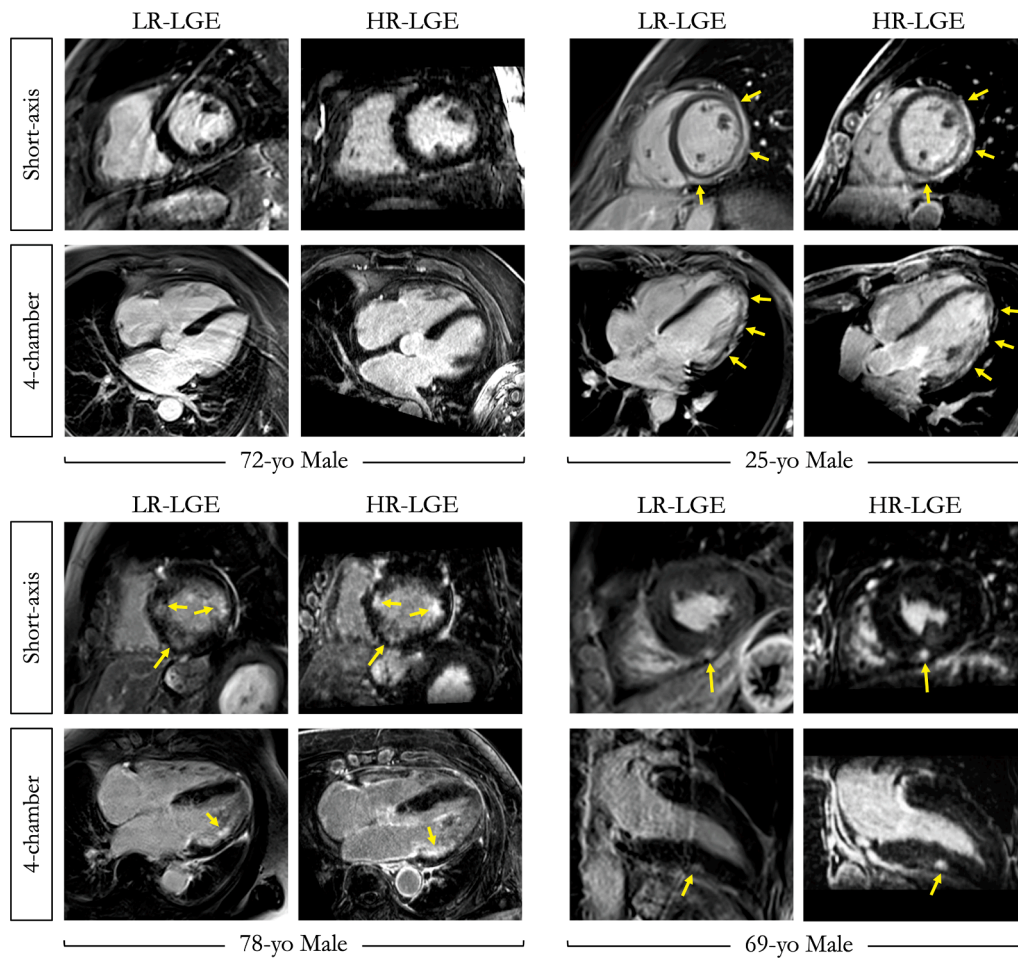 LR-LGE HR-LGE LR-LGE HR-LGE
Short-axis
4-chamber
72-yo Male 25-yo Male
LR-LGE HR-LGE LR-LGE HR-LGE
Short-axis
4-chamber
78-yo Male 69-yo Male